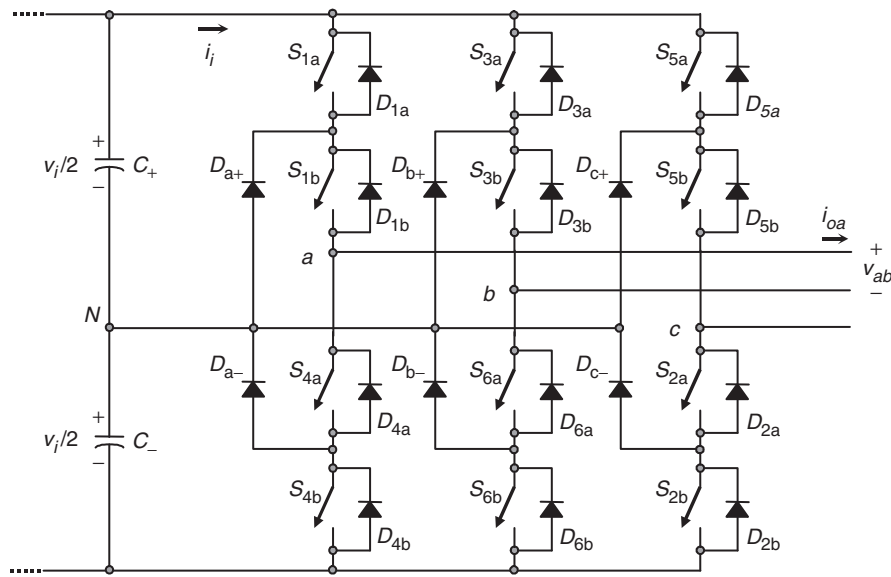 i_i
S_1a
D_1a
S_3a
D_3a
S_5a
D_5a
+
v_i/2
C_+
−
D_a+
S_1b
D_1b
D_b+
S_3b
D_3b
D_c+
S_5b
D_5b
i_oa
a
+
v_ab
b
−
N
c
D_a−
S_4a
D_4a
D_b−
S_6a
D_6a
D_c−
S_2a
D_2a
+
v_i/2
C_−
−
S_4b
D_4b
S_6b
D_6b
S_2b
D_2b